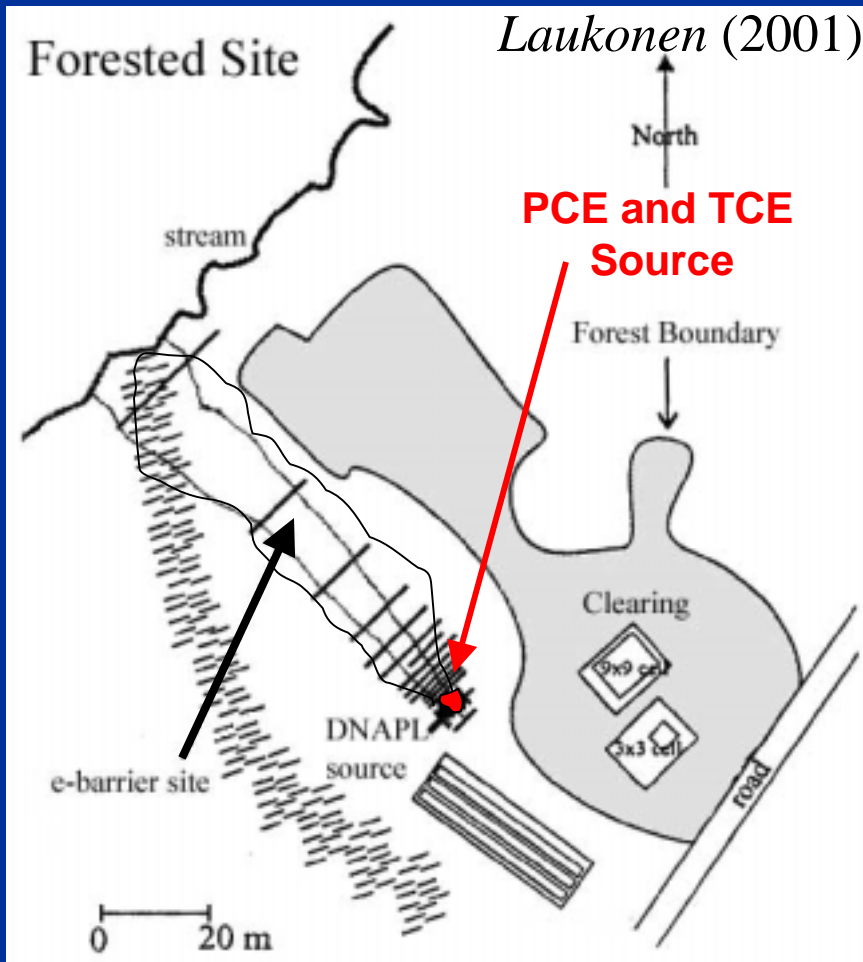 Laukonen (2001)
Forested Site
North
PCE and TCE
Source
stream
Forest Boundary
Clearing
9x9 cell
3x3 cell
DNAPL
source
e-barrier site
road
0 20 m